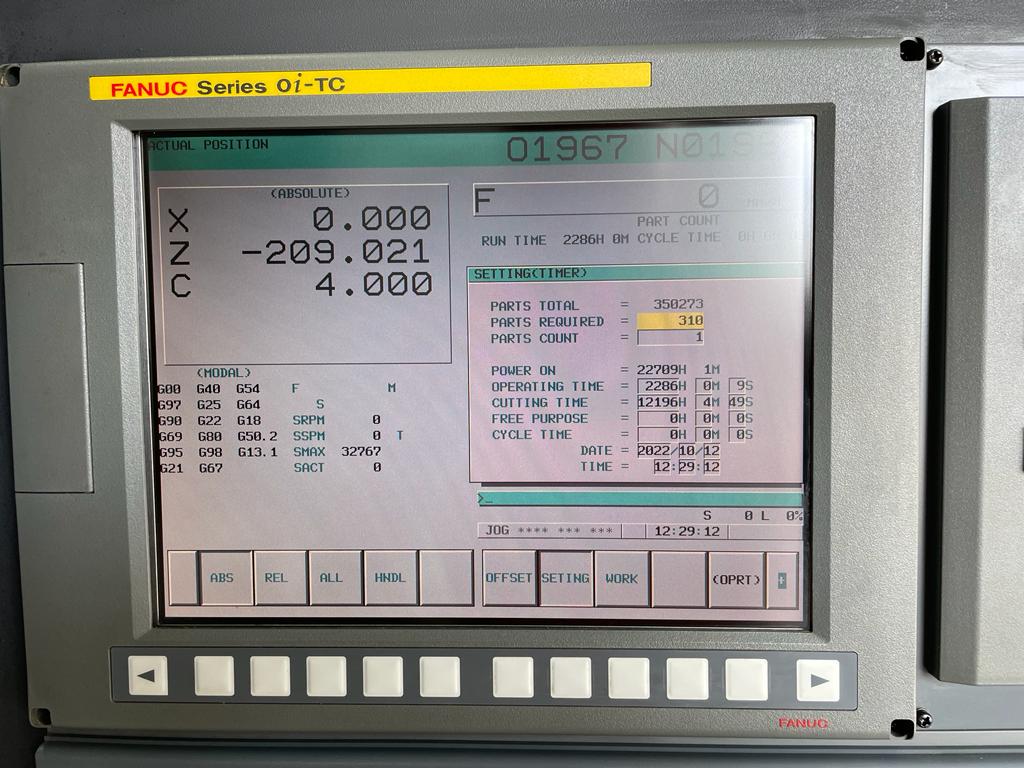 FANUC Series 0i-TC
ACTUAL POSITION O1967
(ABSOLUTE)
X 0.000
Z -209.021
C 4.000
F 0
PART COUNT
RUN TIME 2286H 0M CYCLE TIME
SETTING(TIMER)
PARTS TOTAL = 350273
PARTS REQUIRED = 310
PARTS COUNT = 1
POWER ON = 22709H 1M
OPERATING TIME = 2286H 0M 9S
CUTTING TIME = 12196H 4M 49S
FREE PURPOSE = 0H 0M 0S
CYCLE TIME = 0H 0M 0S
DATE = 2022/10/12
TIME = 12:29:12
(MODAL)
G00 G40 G54 F M
G97 G25 G64 S
G90 G22 G18 SRPM 0
G69 G80 G50.2 SSPM 0 T
G95 G98 G13.1 SMAX 32767
G21 G67 SACT 0
>_
S 0 L 0%
JOG **** *** *** 12:29:12
ABS REL ALL HNDL OFFSET SETING WORK (OPRT) +
FANUC